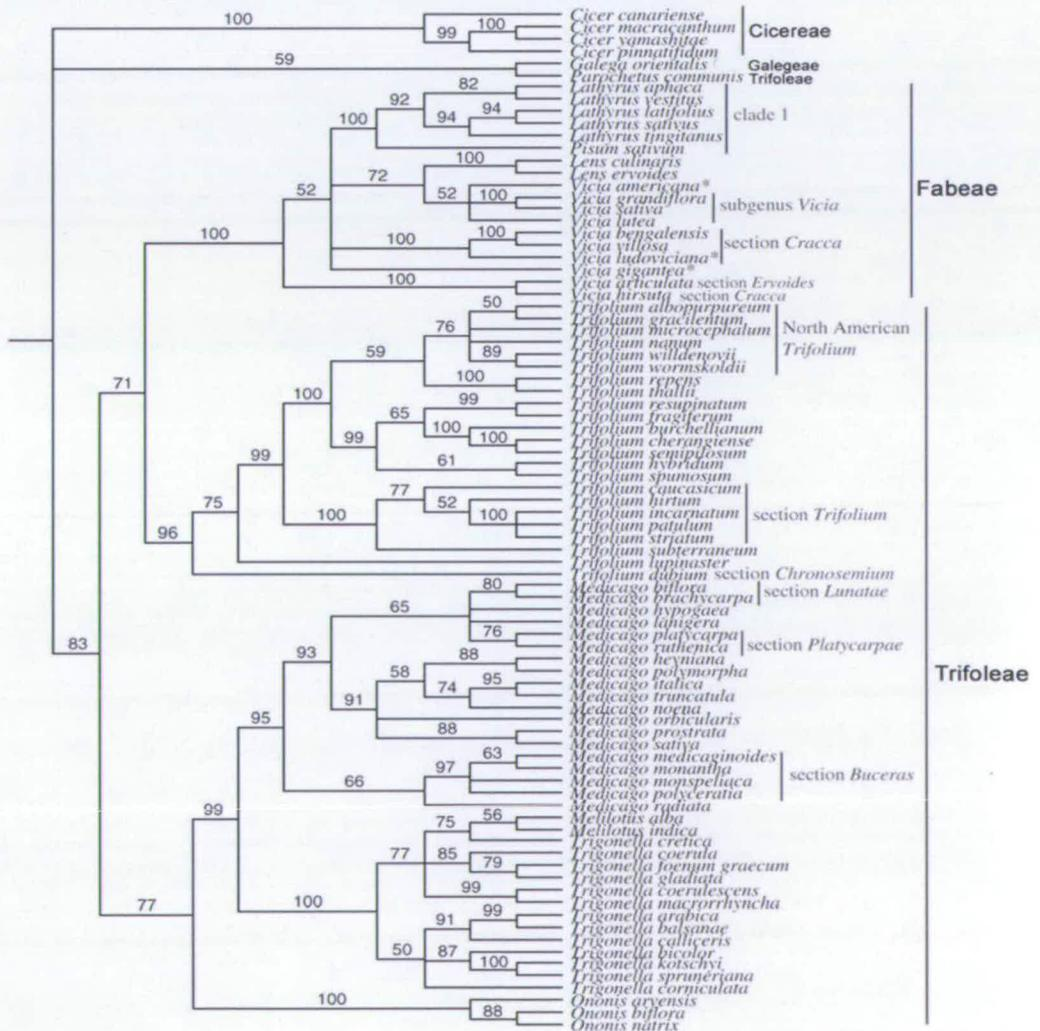 100
99
100
59
100
92
82
94
94
72
100
52
100
52
100
100
100
100
71
50
76
59
89
100
100
99
65
99
100
100
61
99
75
77
52
100
100
96
80
65
76
93
83
88
58
95
91
74
88
95
63
97
66
99
56
75
77
85
79
99
100
99
91
50
87
100
77
100
88
Cicer canariense
Cicer macracanthum
Cicer yamashitae
Cicer pinnatifidum
Cicereae
Galega orientalis Galegeae
Parochetus communis Trifoleae
Lathyrus aphaca
Lathyrus vestitus
Lathyrus latifolius
Lathyrus sativus
Lathyrus tingitanus
Pisum sativum
clade 1
Lens culinaris
Lens ervoides
Vicia americana*
Vicia grandiflora
Vicia sativa
Vicia lutea
subgenus Vicia
Fabeae
Vicia bengalensis
Vicia villosa
Vicia ludoviciana*
section Cracca
Vicia gigantea*
Vicia articulata section Ervoides
Vicia hirsuta section Cracca
Trifolium albopurpureum
Trifolium gracilentum
Trifolium microcephalum
Trifolium nanum
Trifolium willdenovii
Trifolium wormskoldii
North American
Trifolium
Trifolium repens
Trifolium thallii
Trifolium resupinatum
Trifolium fragiferum
Trifolium burchellianum
Trifolium cherangiense
Trifolium semipilosum
Trifolium hybridum
Trifolium spumosum
Trifolium caucasicum
Trifolium hirtum
Trifolium incarnatum
Trifolium patulum
Trifolium striatum
section Trifolium
Trifolium subterraneum
Trifolium lupinaster
Trifolium dubium section Chronosemium
Medicago biflora
Medicago brachycarpa
section Lunatae
Medicago hypogaea
Medicago lanigera
Medicago platycarpa
Medicago ruthenica
section Platycarpae
Medicago heyniana
Medicago polymorpha
Medicago italica
Medicago truncatula
Medicago noeana
Medicago orbicularis
Medicago prostrata
Medicago sativa
Trifoleae
Medicago medicaginoides
Medicago monantha
Medicago monspeliaca
Medicago polyceratia
section Buceras
Medicago radiata
Melilotus alba
Melilotus indica
Trigonella cretica
Trigonella coerula
Trigonella foenum graecum
Trigonella gladiata
Trigonella coerulescens
Trigonella macrorrhyncha
Trigonella arabica
Trigonella balsanae
Trigonella calliceris
Trigonella bicolor
Trigonella kotschyi
Trigonella spruneriana
Trigonella corniculata
Ononis arvensis
Ononis biflora
Ononis natrix